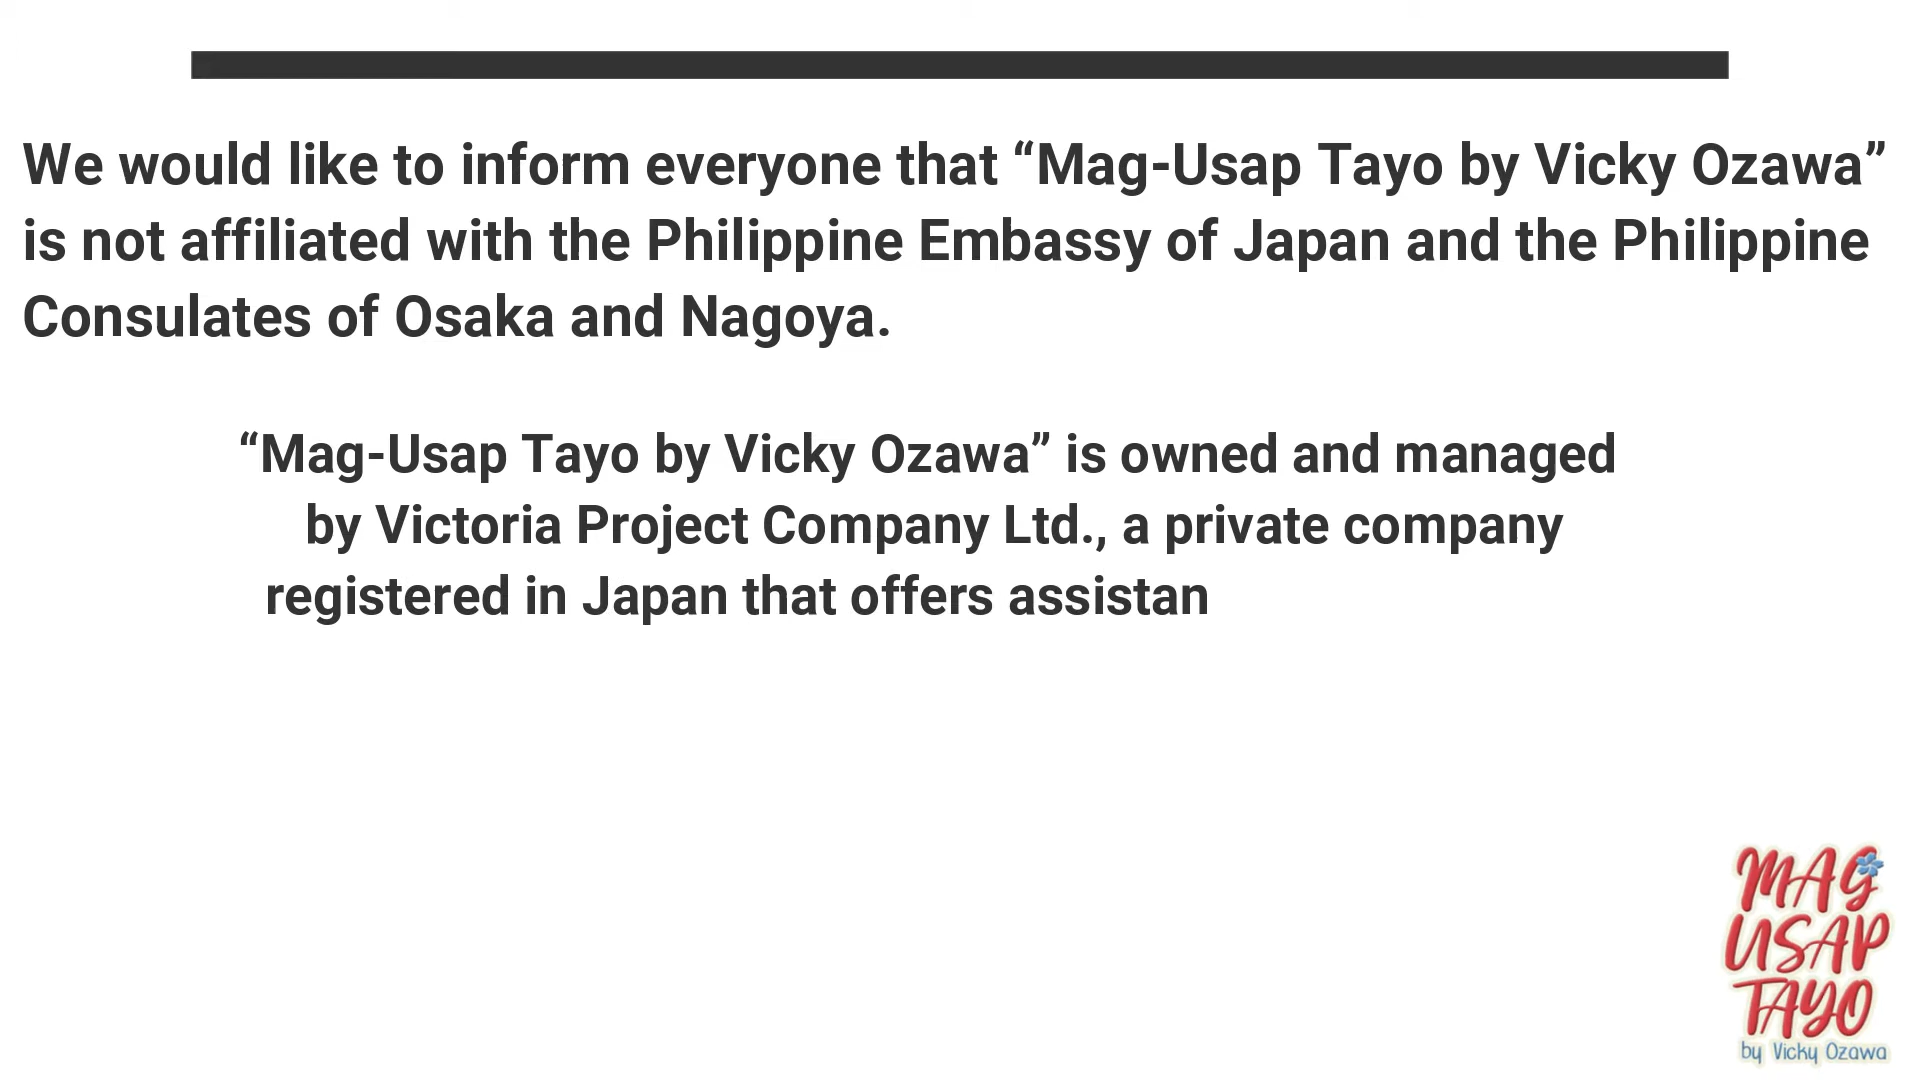 We would like to inform everyone that “Mag-Usap Tayo by Vicky Ozawa”
is not affiliated with the Philippine Embassy of Japan and the Philippine
Consulates of Osaka and Nagoya.
“Mag-Usap Tayo by Vicky Ozawa” is owned and managed
by Victoria Project Company Ltd., a private company
registered in Japan that offers assistan
MAG
USAP
TAYO
by Vicky Ozawa